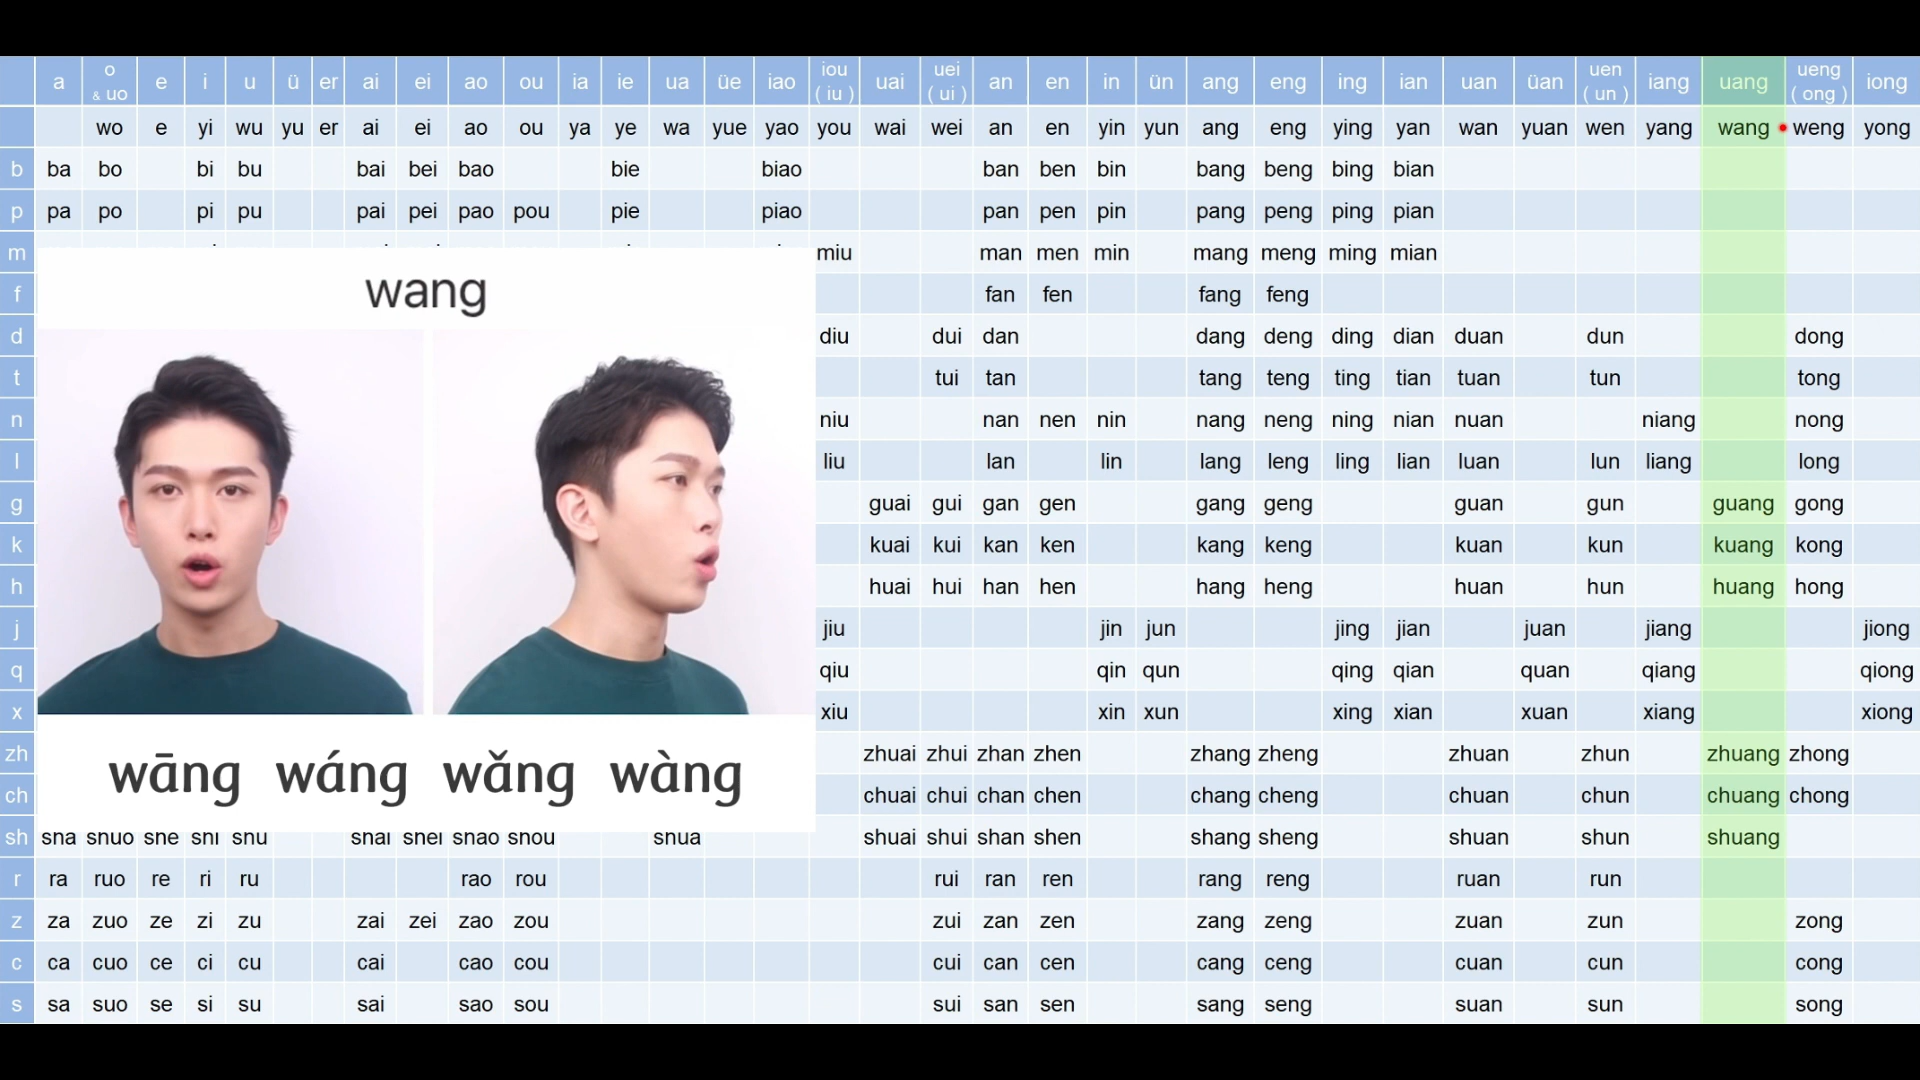 a o & uo e i u ü er ai ei ao ou ia ie ua üe iao iou ( iu ) uai uei ( ui ) an en in ün ang eng ing ian uan üan uen ( un ) iang uang ueng ( ong ) iong
wo e yi wu yu er ai ei ao ou ya ye wa yue yao you wai wei an en yin yun ang eng ying yan wan yuan wen yang wang weng yong
b ba bo bi bu bai bei bao bie biao ban ben bin bang beng bing bian
p pa po pi pu pai pei pao pou pie piao pan pen pin pang peng ping pian
m miu man men min mang meng ming mian
f fan fen fang feng
d diu dui dan dang deng ding dian duan dun dong
t tui tan tang teng ting tian tuan tun tong
n niu nan nen nin nang neng ning nian nuan niang nong
l liu lan lin lang leng ling lian luan lun liang long
g guai gui gan gen gang geng guan gun guang gong
k kuai kui kan ken kang keng kuan kun kuang kong
h huai hui han hen hang heng huan hun huang hong
j jiu jin jun jing jian juan jiang jiong
q qiu qin qun qing qian quan qiang qiong
x xiu xin xun xing xian xuan xiang xiong
zh zhuai zhui zhan zhen zhang zheng zhuan zhun zhuang zhong
ch chuai chui chan chen chang cheng chuan chun chuang chong
sh sha shuo she shi shu shai shei shao shou shua shuai shui shan shen shang sheng shuan shun shuang
r ra ruo re ri ru rao rou rui ran ren rang reng ruan run
z za zuo ze zi zu zai zei zao zou zui zan zen zang zeng zuan zun zong
c ca cuo ce ci cu cai cao cou cui can cen cang ceng cuan cun cong
s sa suo se si su sai sao sou sui san sen sang seng suan sun song
wang
wāng wáng wǎng wàng